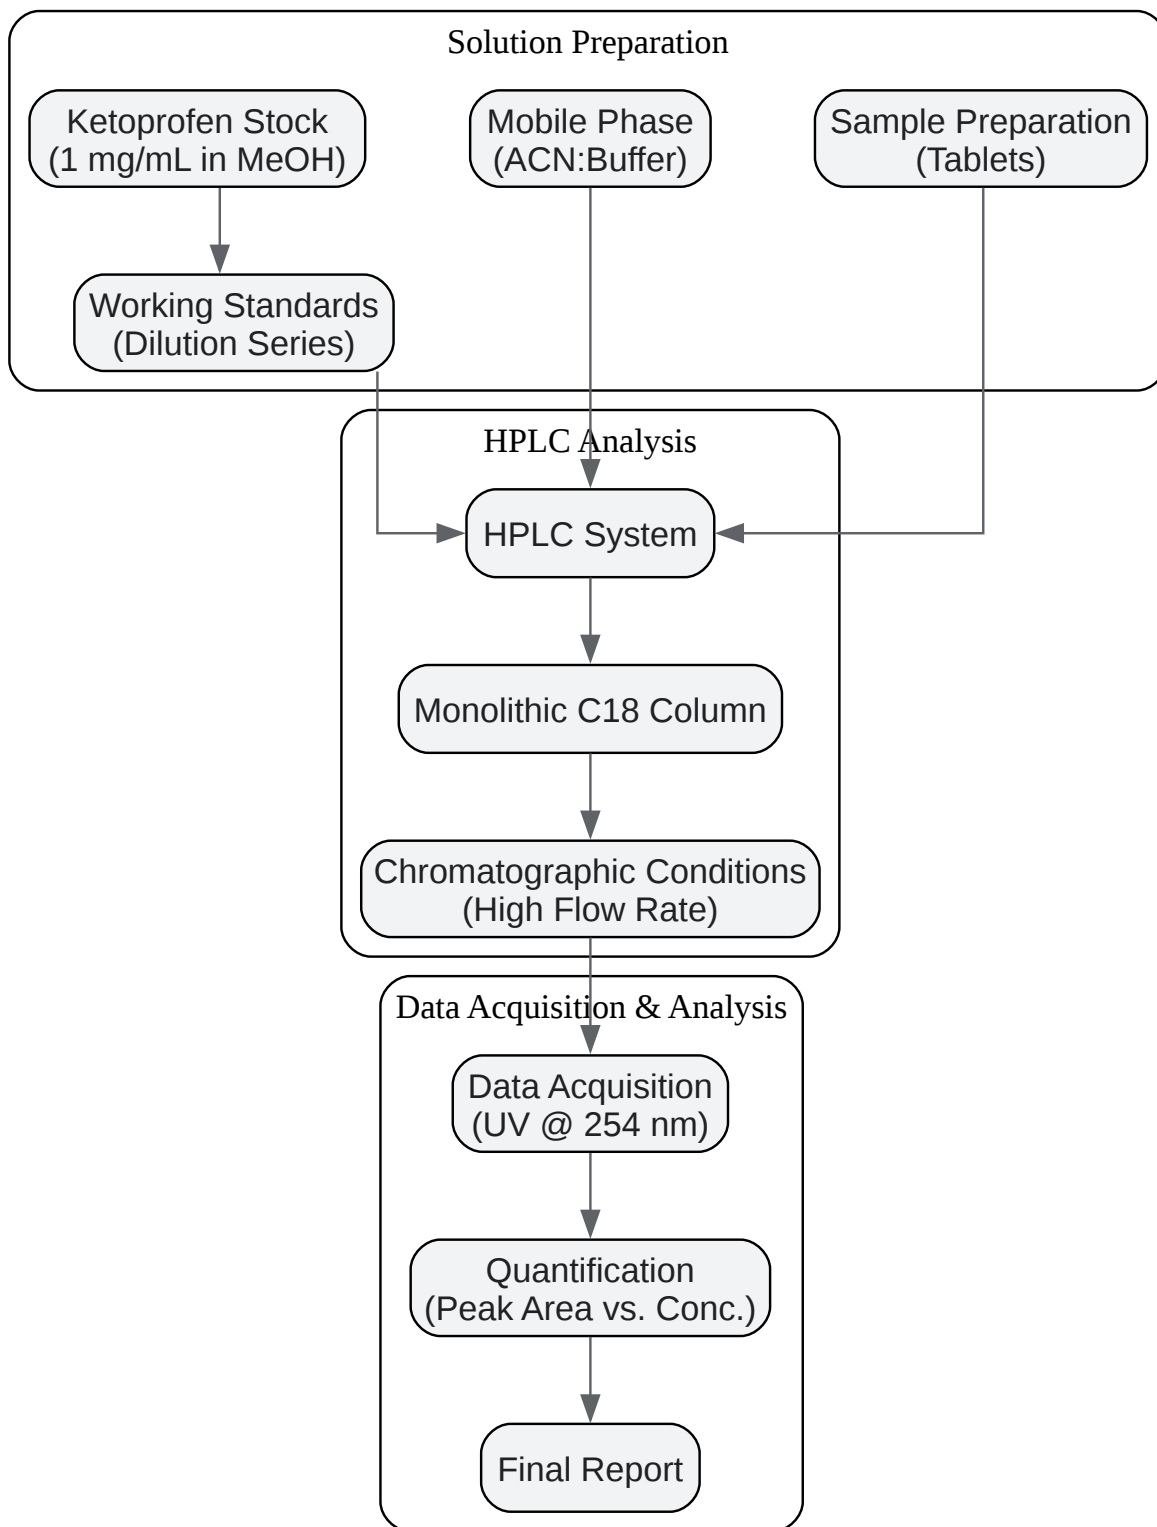 Solution Preparation
Ketoprofen Stock
(1 mg/mL in MeOH)
Mobile Phase
(ACN:Buffer)
Sample Preparation
(Tablets)
Working Standards
(Dilution Series)
HPLC Analysis
HPLC System
Monolithic C18 Column
Chromatographic Conditions
(High Flow Rate)
Data Acquisition & Analysis
Data Acquisition
(UV @ 254 nm)
Quantification
(Peak Area vs. Conc.)
Final Report